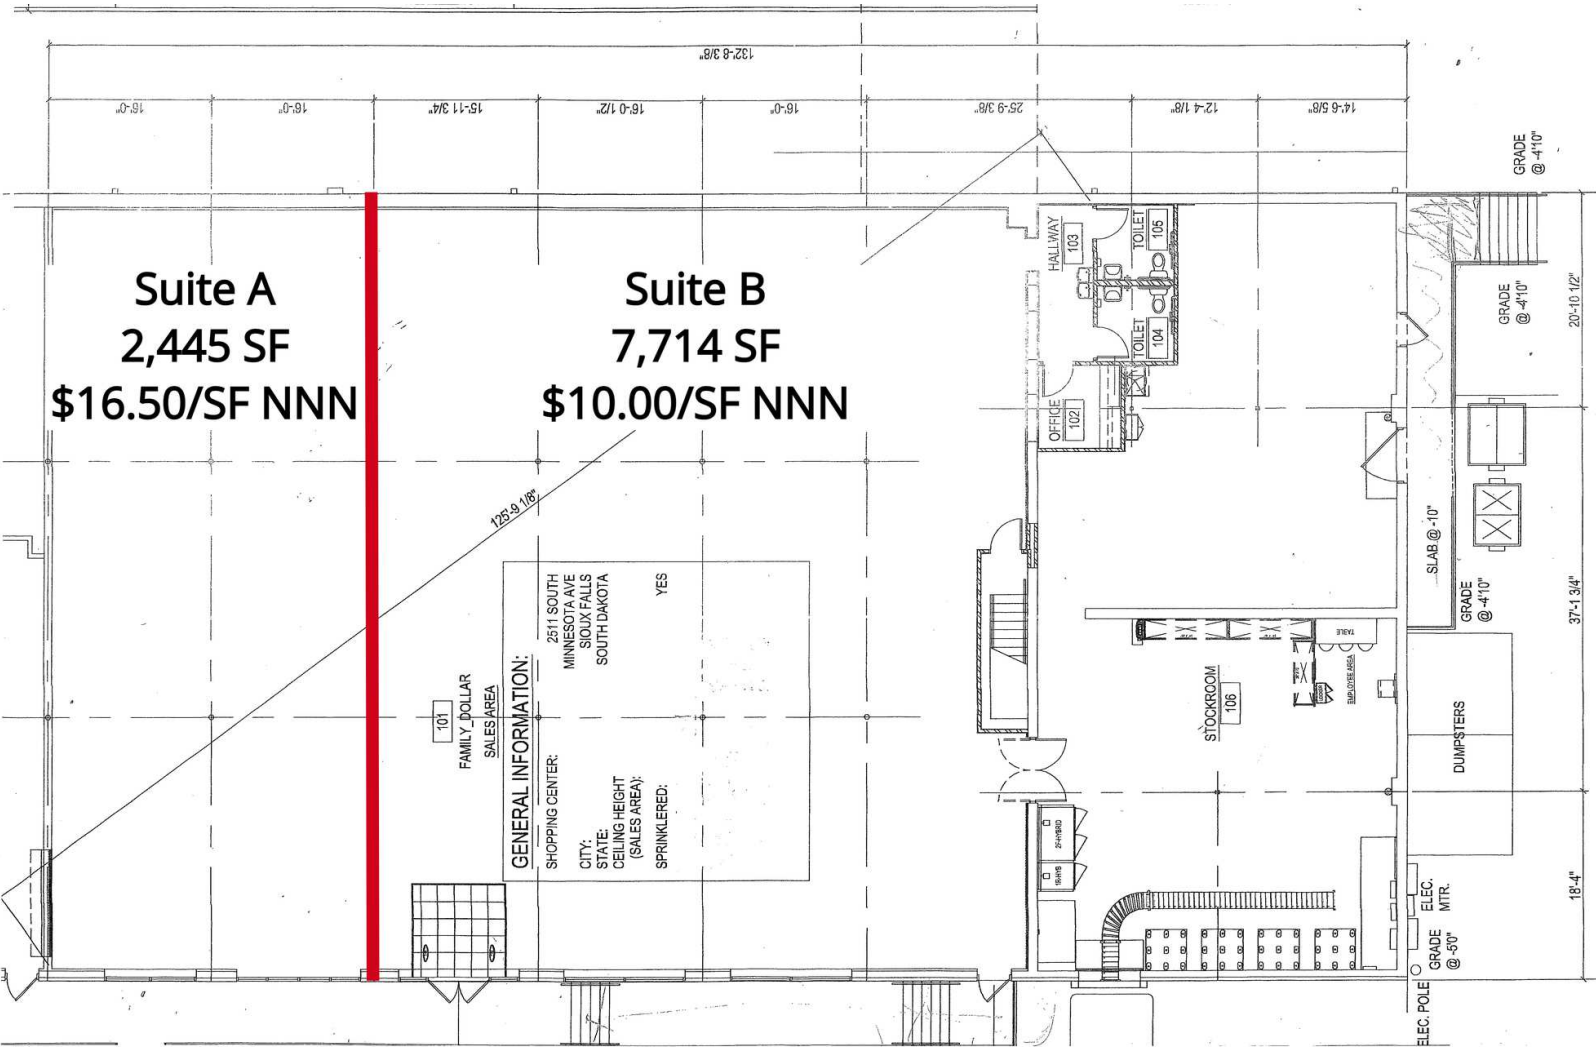 132'-8 3/8"
16'-0"
16'-0"
15'-11 3/4"
16'-0 1/2"
16'-0"
25'-9 3/8"
12'-4 1/8"
14'-6 5/8"
GRADE
@ -4'10"
Suite A
2,445 SF
$16.50/SF NNN
Suite B
7,714 SF
$10.00/SF NNN
HALLWAY
103
TOILET
105
TOILET
104
OFFICE
102
GRADE
@ -4'10"
20'-10 1/2"
125'-9 1/8"
SLAB @ -10"
GRADE
@ -4'10"
37'-1 3/4"
101
FAMILY DOLLAR
SALES AREA
GENERAL INFORMATION:
SHOPPING CENTER:
2511 SOUTH
MINNESOTA AVE
CITY:
SIOUX FALLS
STATE:
SOUTH DAKOTA
CEILING HEIGHT
(SALES AREA):
SPRINKLERED:
YES
STOCKROOM
106
TABLE
EMPLOYEE AREA
DUMPSTERS
2F-HYBRID
1R-HYB
18'-4"
ELEC.
MTR.
GRADE
@ -5'0"
ELEC. POLE